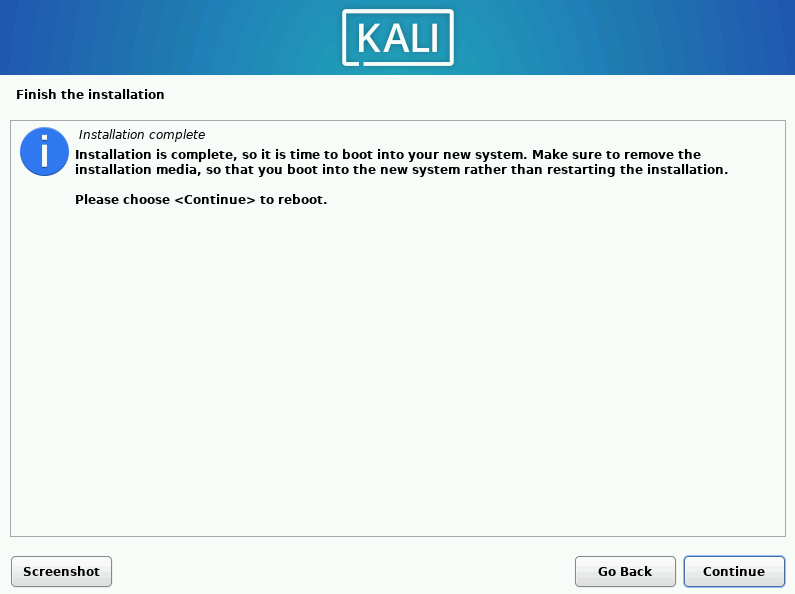 KALI
Finish the installation
Installation complete
Installation is complete, so it is time to boot into your new system. Make sure to remove the
installation media, so that you boot into the new system rather than restarting the installation.
Please choose <Continue> to reboot.
Screenshot
Go Back
Continue